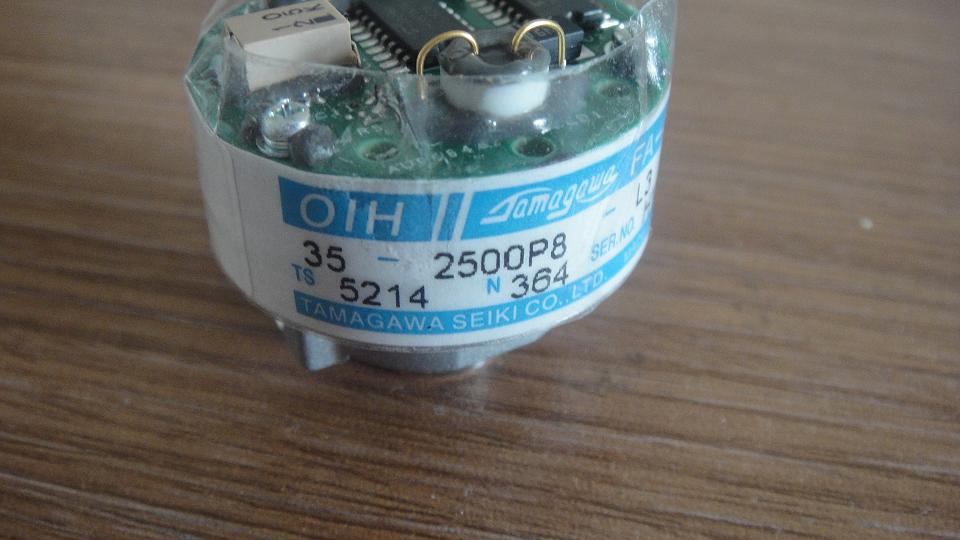 OIH Tamagawa FA-
35 - 2500P8 - L3
TS 5214 N 364 SER.NO.
TAMAGAWA SEIKI CO.,LTD.